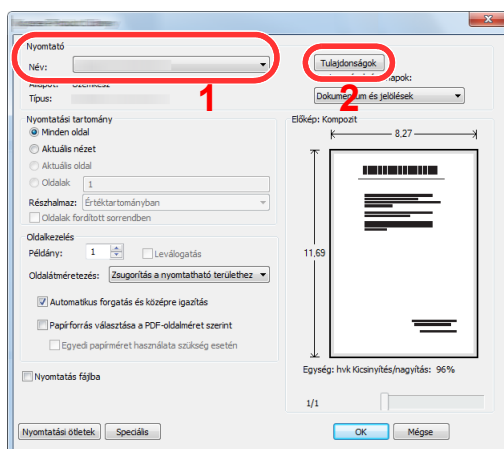 Nyomtató
Név:
Tulajdonságok
1
2
Típus:
Dokumentum és jelölések
Nyomtatási tartomány
Minden oldal
Aktuális nézet
Aktuális oldal
Oldalak 1
Részhalmaz: Értéktartományban
Oldalak fordított sorrendben
Oldalkezelés
Példány: 1 Leválogatás
Oldalátméretezés: Zsugorítás a nyomtatható területhez
Automatikus forgatás és középre igazítás
Papírforrás választása a PDF-oldalméret szerint
Egyedi papírméret használata szükség esetén
Nyomtatás fájlba
Előkép: Kompozit
8,27
11,69
Egység: hvk Kicsinyítés/nagyítás: 96%
1/1
Nyomtatási ötletek Speciális OK Mégse